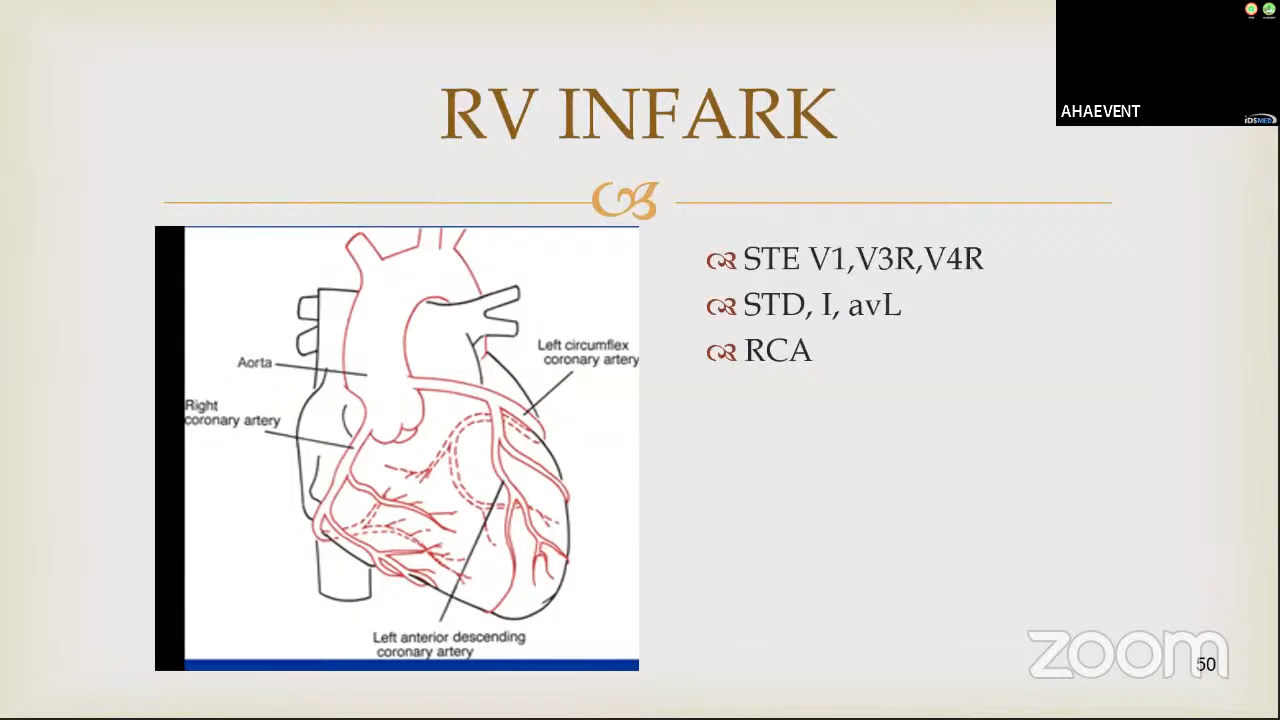 RV INFARK
AHAEVENT
iDSMED
STE V1,V3R,V4R
STD, I, avL
RCA
Aorta
Right
coronary artery
Left circumflex
coronary artery
Left anterior descending
coronary artery
zoom
50